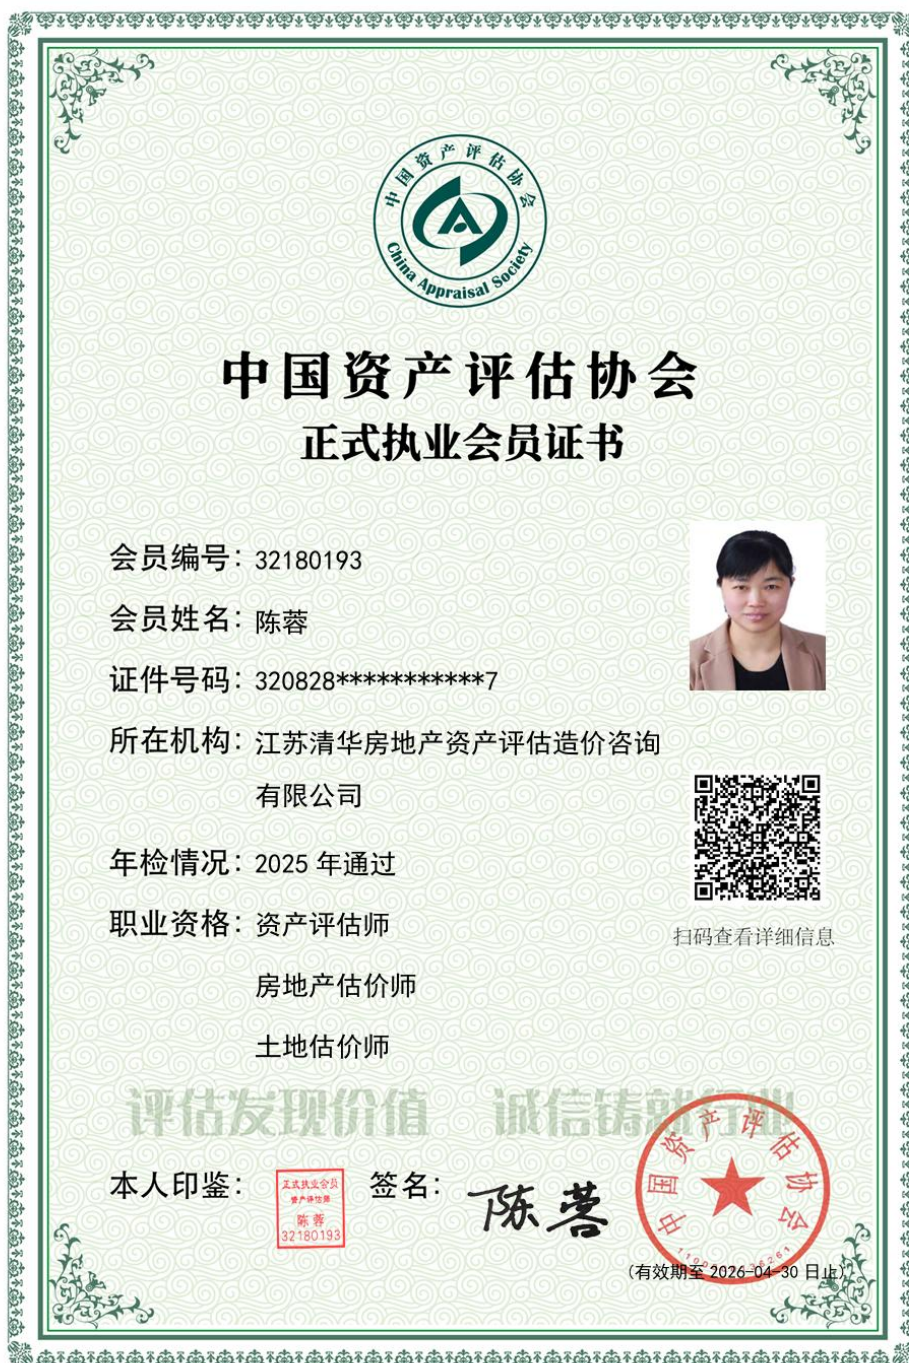 中国资产评估协会
China Appraisal Society
中国资产评估协会
正式执业会员证书
会员编号：32180193
会员姓名：陈蓉
证件号码：320828***********7
所在机构：江苏清华房地产资产评估造价咨询
有限公司
年检情况：2025 年通过
职业资格：资产评估师
扫码查看详细信息
房地产估价师
土地估价师
评估发现价值 诚信铸就行业
本人印鉴：
正式执业会员
资产评估师
陈蓉
32180193
签名：
陈蓉
中国资产评估协会
(有效期至 2026-04-30 日止)